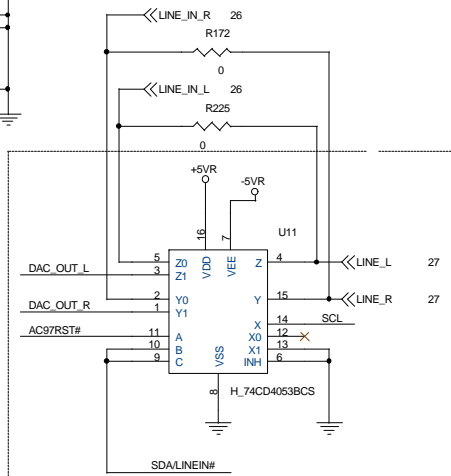 LINE_IN_R 26
R172
0
LINE_IN_L 26
R225
0
+5VR
-5VR
16
7
U11
VDD
VEE
5 Z0 Z 4 LINE_L 27
DAC_OUT_L 3 Z1
2 Y0 Y 15 LINE_R 27
DAC_OUT_R 1 Y1
X 14 SCL
AC97RST# 11 A X0 12
10 B X1 13
9 C INH 6
VSS
8
H_74CD4053BCS
SDA/LINEIN#